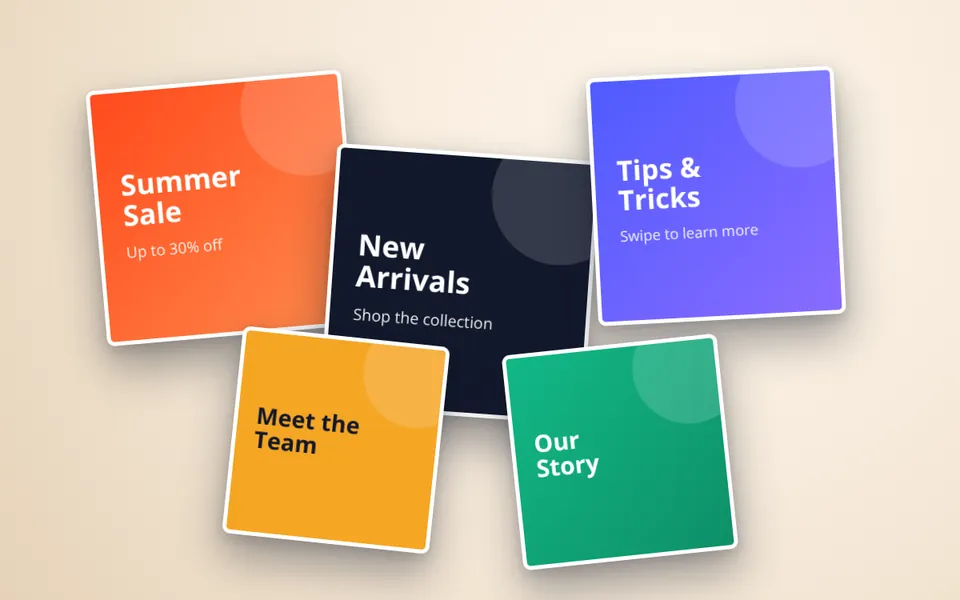 Summer
Sale
Up to 30% off
New
Arrivals
Shop the collection
Tips &
Tricks
Swipe to learn more
Meet the
Team
Our
Story